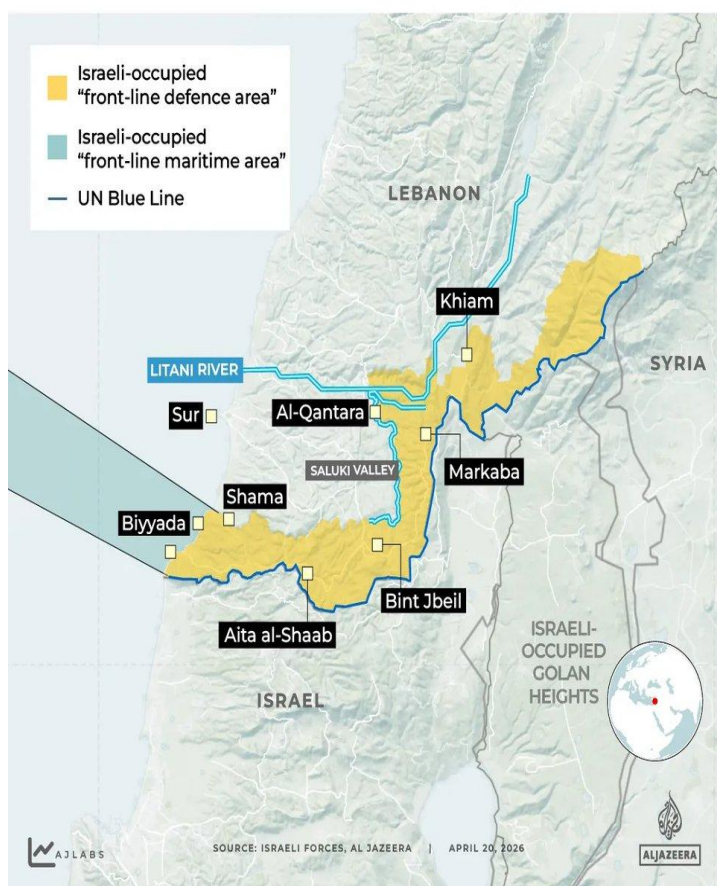 Israeli-occupied
“front-line defence area”
Israeli-occupied
“front-line maritime area”
UN Blue Line
LEBANON
Khiam
SYRIA
LITANI RIVER
Sur
Al-Qantara
SALUKI VALLEY
Markaba
Shama
Biyyada
Bint Jbeil
Aita al-Shaab
ISRAELI-
OCCUPIED
GOLAN
HEIGHTS
ISRAEL
AJLABS
SOURCE: ISRAELI FORCES, AL JAZEERA | APRIL 20, 2026
ALJAZEERA